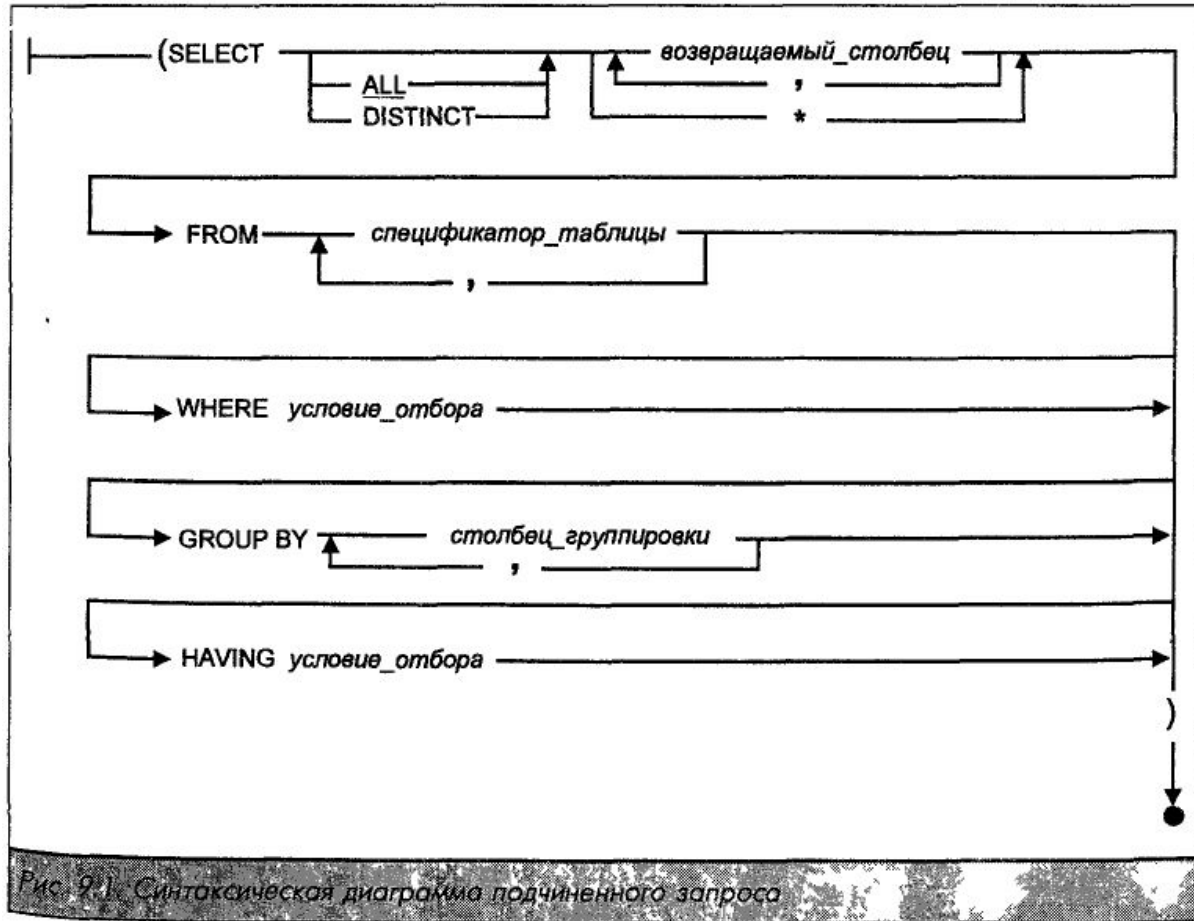 (SELECT возвращаемый_столбец
ALL ,
DISTINCT *
FROM спецификатор_таблицы
,
WHERE условие_отбора
GROUP BY столбец_группировки
,
HAVING условие_отбора
)
Рис. 9.1. Синтаксическая диаграмма подчиненного запроса